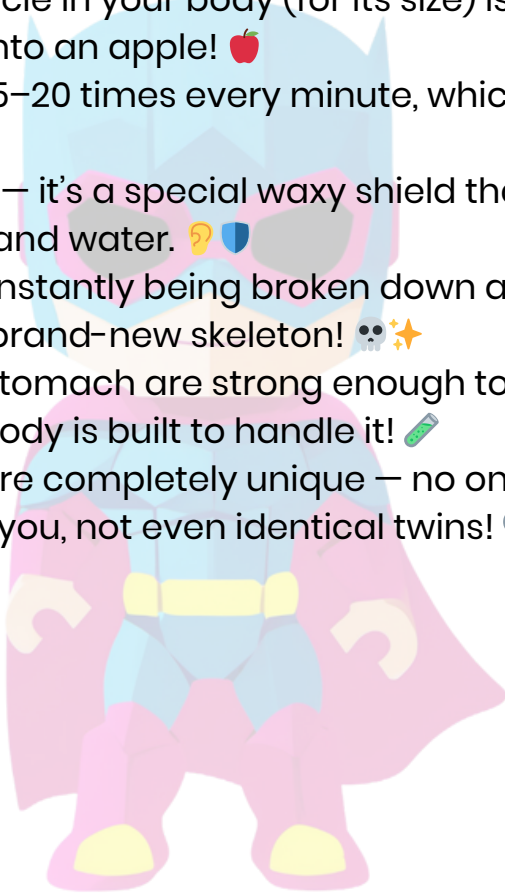 cle in your body (for its size) is
nto an apple! 🍎
5–20 times every minute, whic
— it’s a special waxy shield tha
and water. 👂🛡️
nstantly being broken down a
brand-new skeleton! 💀✨
tomach are strong enough to
ody is built to handle it! 🧪
re completely unique — no on
you, not even identical twins!